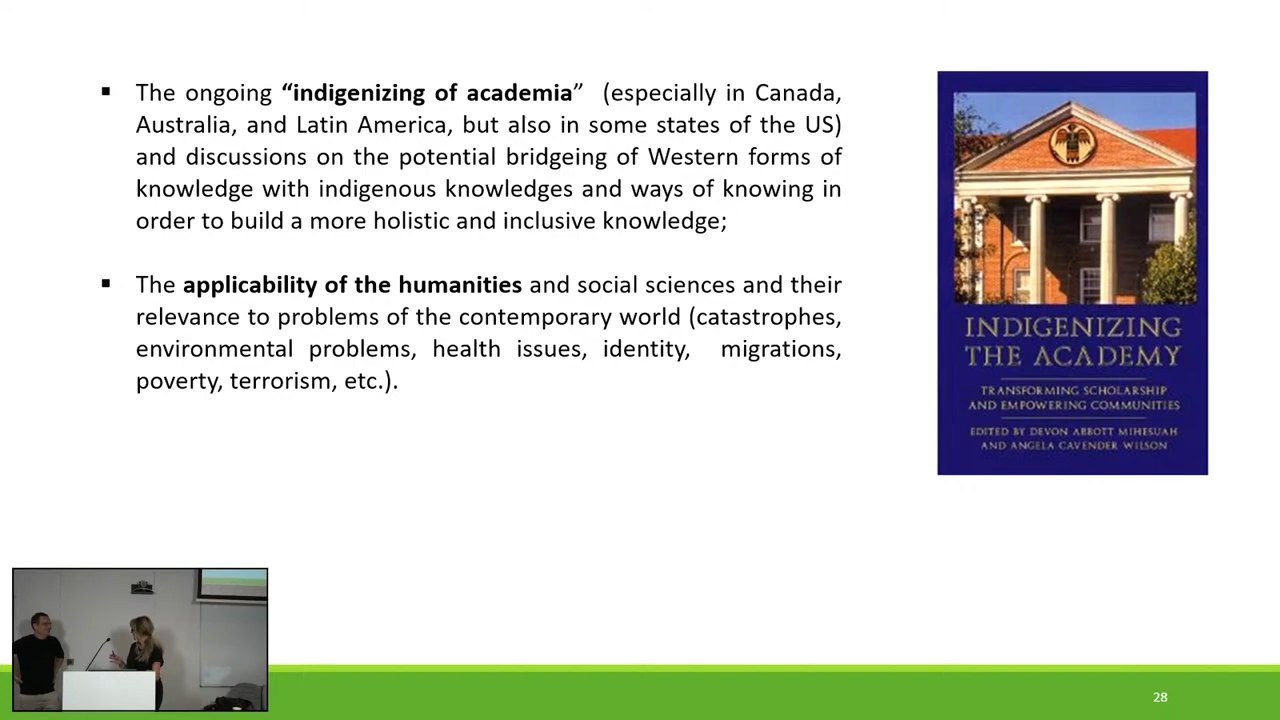 ▪ The ongoing “indigenizing of academia” (especially in Canada,
Australia, and Latin America, but also in some states of the US)
and discussions on the potential bridgeing of Western forms of
knowledge with indigenous knowledges and ways of knowing in
order to build a more holistic and inclusive knowledge;
▪ The applicability of the humanities and social sciences and their
relevance to problems of the contemporary world (catastrophes,
environmental problems, health issues, identity, migrations,
poverty, terrorism, etc.).
INDIGENIZING
THE ACADEMY
TRANSFORMING SCHOLARSHIP
AND EMPOWERING COMMUNITIES
EDITED BY DEVON ABBOTT MIHESUAH
AND ANGELA CAVENDER WILSON
28